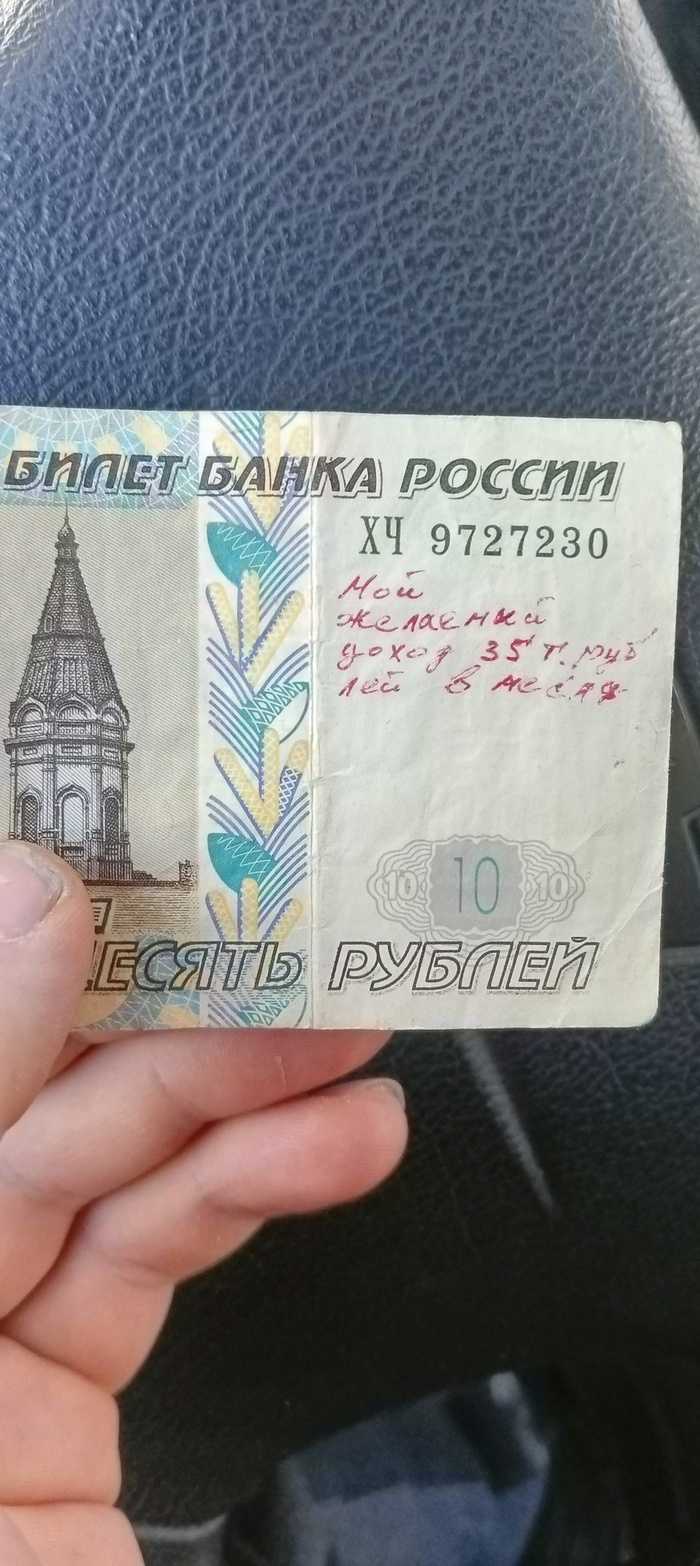 БИЛЕТ БАНКА РОССИИ
ХЧ 9727230
Мой
желаемый
доход 35 т. руб
лей в месяц
10 10 10
ДЕСЯТЬ РУБЛЕЙ